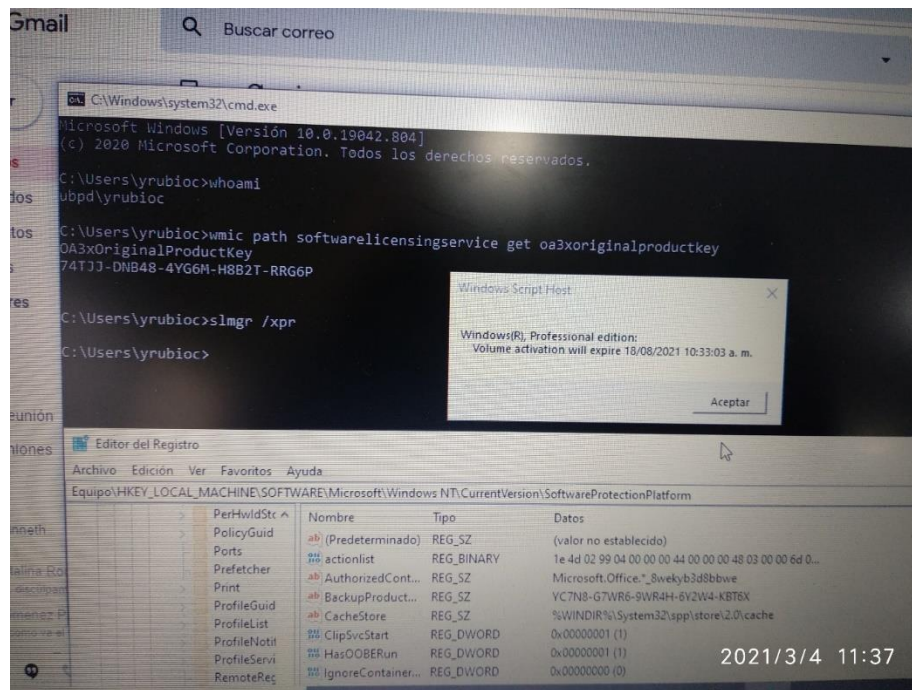 Gmail
Buscar correo
C:\Windows\system32\cmd.exe
Microsoft Windows [Versión 10.0.19042.804]
(c) 2020 Microsoft Corporation. Todos los derechos reservados.
C:\Users\yrubioc>whoami
ubpd\yrubioc
C:\Users\yrubioc>wmic path softwarelicensingservice get oa3xoriginalproductkey
OA3xOriginalProductKey
74TJJ-DNB48-4YG6M-H8B2T-RRG6P
C:\Users\yrubioc>slmgr /xpr
C:\Users\yrubioc>
Windows Script Host
Windows(R), Professional edition:
Volume activation will expire 18/08/2021 10:33:03 a. m.
Aceptar
Editor del Registro
Archivo Edición Ver Favoritos Ayuda
Equipo\HKEY_LOCAL_MACHINE\SOFTWARE\Microsoft\Windows NT\CurrentVersion\SoftwareProtectionPlatform
PerHwIdStc
PolicyGuid
Ports
Prefetcher
Print
ProfileGuid
ProfileList
ProfileNotif
ProfileServi
RemoteReg
Nombre Tipo Datos
(Predeterminado) REG_SZ (valor no establecido)
actionlist REG_BINARY 1e 4d 02 99 04 00 00 00 44 00 00 00 48 03 00 00 6d 0...
AuthorizedCont... REG_SZ Microsoft.Office.*_8wekyb3d8bbwe
BackupProduct... REG_SZ YC7N8-G7WR6-9WR4H-6Y2W4-KBT6X
CacheStore REG_SZ %WINDIR%\System32\spp\store\2.0\cache
ClipSvcStart REG_DWORD 0x00000001 (1)
HasOOBERun REG_DWORD 0x00000001 (1)
IgnoreContainer... REG_DWORD 0x00000000 (0)
2021/3/4 11:37